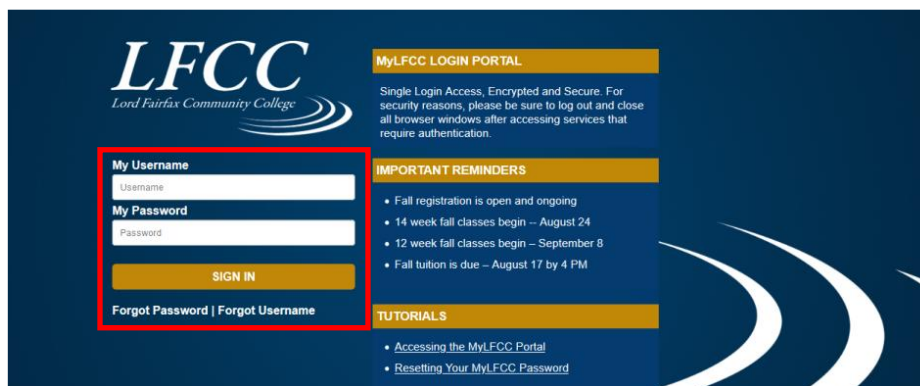 LFCC
Lord Fairfax Community College
My Username
Username
My Password
Password
SIGN IN
Forgot Password | Forgot Username
MyLFCC LOGIN PORTAL
Single Login Access, Encrypted and Secure. For
security reasons, please be sure to log out and close
all browser windows after accessing services that
require authentication.
IMPORTANT REMINDERS
• Fall registration is open and ongoing
• 14 week fall classes begin -- August 24
• 12 week fall classes begin – September 8
• Fall tuition is due – August 17 by 4 PM
TUTORIALS
• Accessing the MyLFCC Portal
• Resetting Your MyLFCC Password